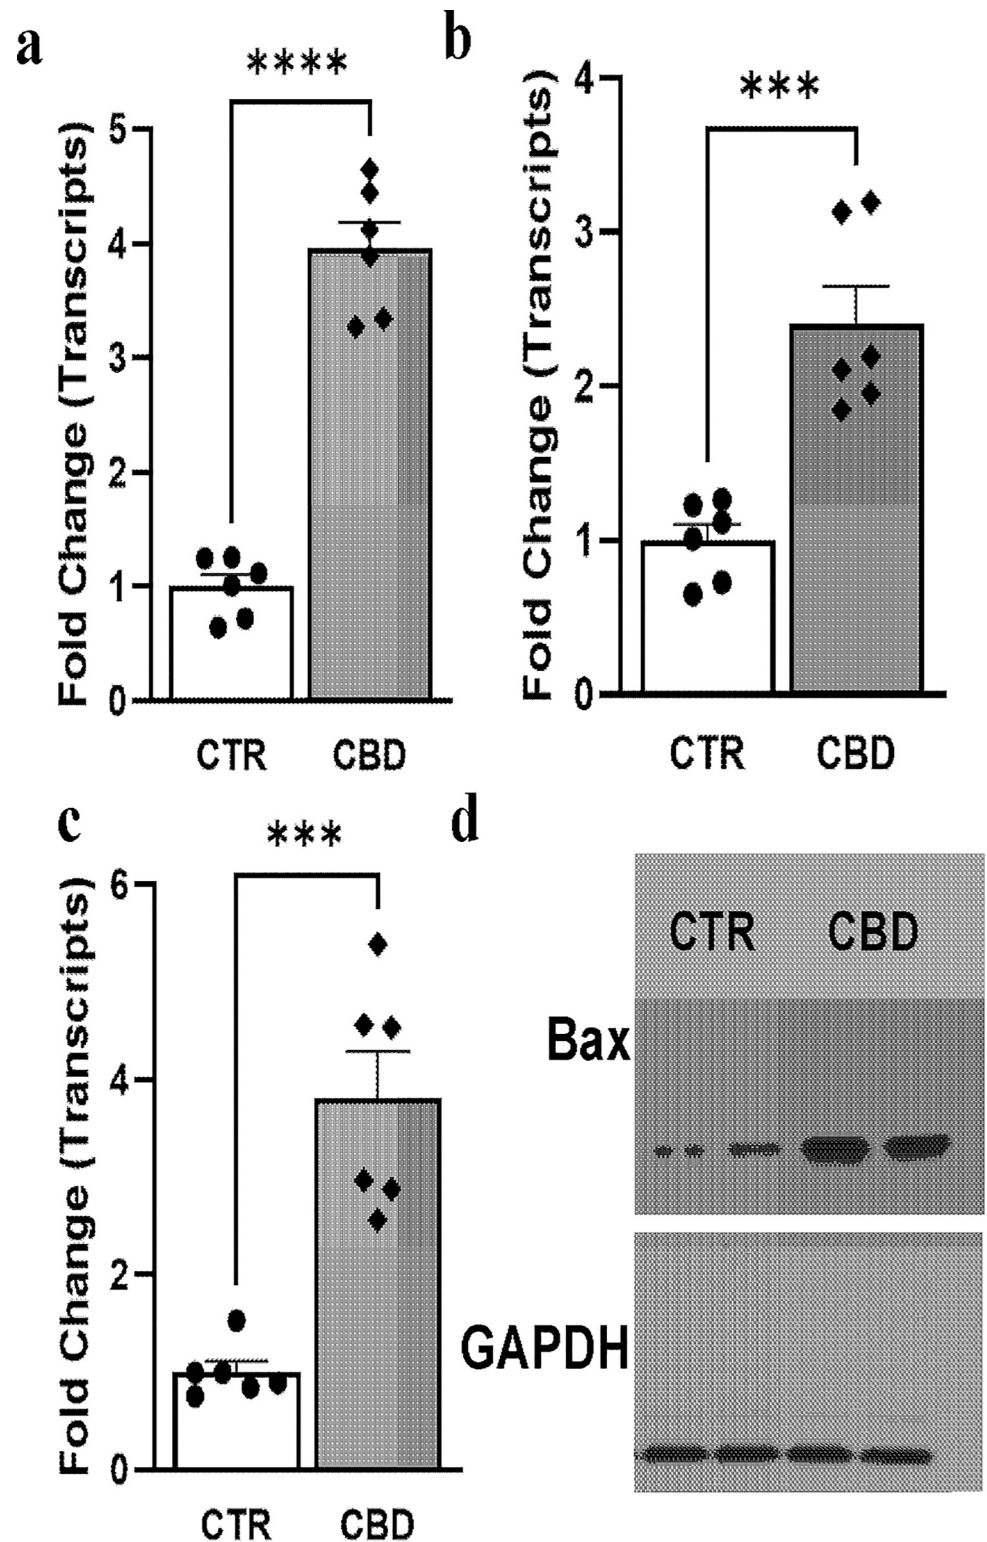 a
****
Fold Change (Transcripts)
5
4
3
2
1
0
CTR CBD
b
***
Fold Change (Transcripts)
4
3
2
1
0
CTR CBD
c
***
Fold Change (Transcripts)
6
4
2
0
CTR CBD
d
CTR CBD
Bax
GAPDH